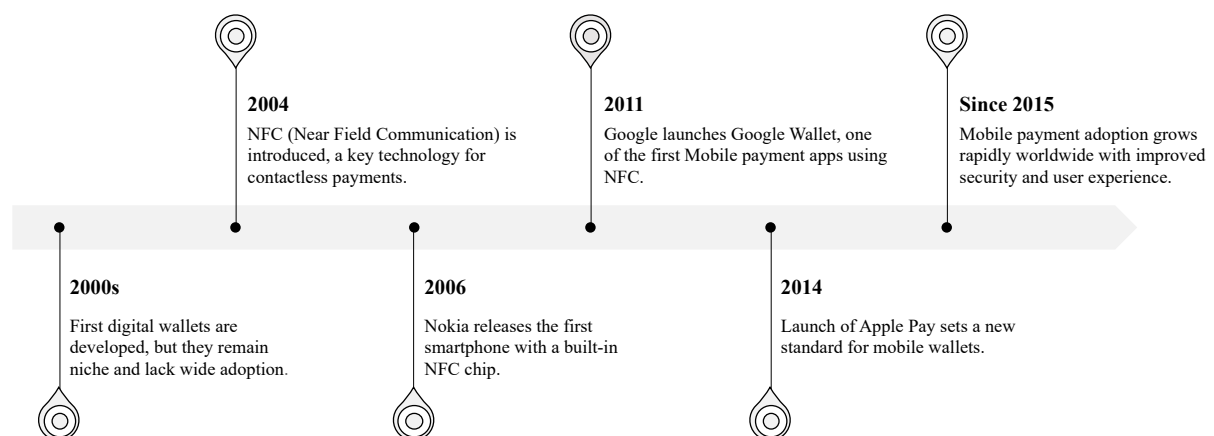 2004
NFC (Near Field Communication) is
introduced, a key technology for
contactless payments.
2011
Google launches Google Wallet, one
of the first Mobile payment apps using
NFC.
Since 2015
Mobile payment adoption grows
rapidly worldwide with improved
security and user experience.
2000s
First digital wallets are
developed, but they remain
niche and lack wide adoption.
2006
Nokia releases the first
smartphone with a built-in
NFC chip.
2014
Launch of Apple Pay sets a new
standard for mobile wallets.